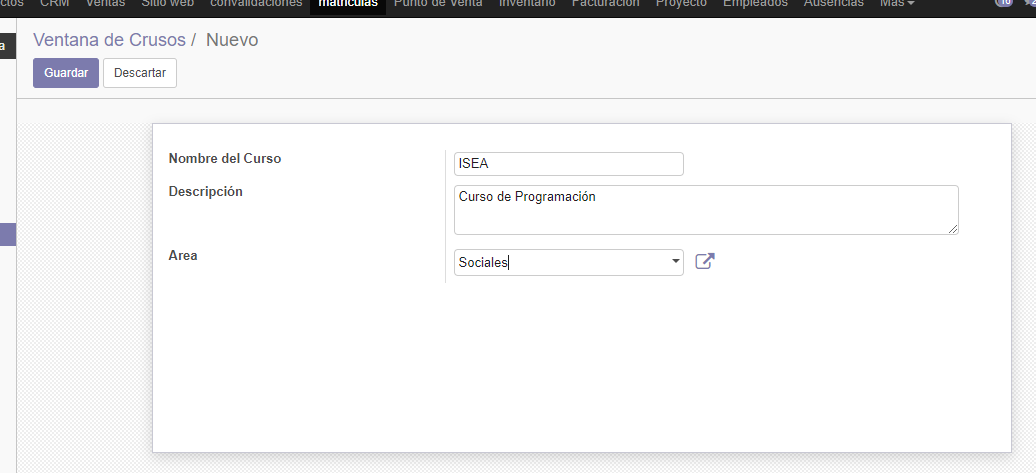 ctos CRM Ventas Sitio web convalidaciones matriculas Punto de Venta Inventario Facturación Proyecto Empleados Ausencias Más
a
Ventana de Crusos / Nuevo
Guardar Descartar
Nombre del Curso ISEA
Descripción Curso de Programación
Area Sociales